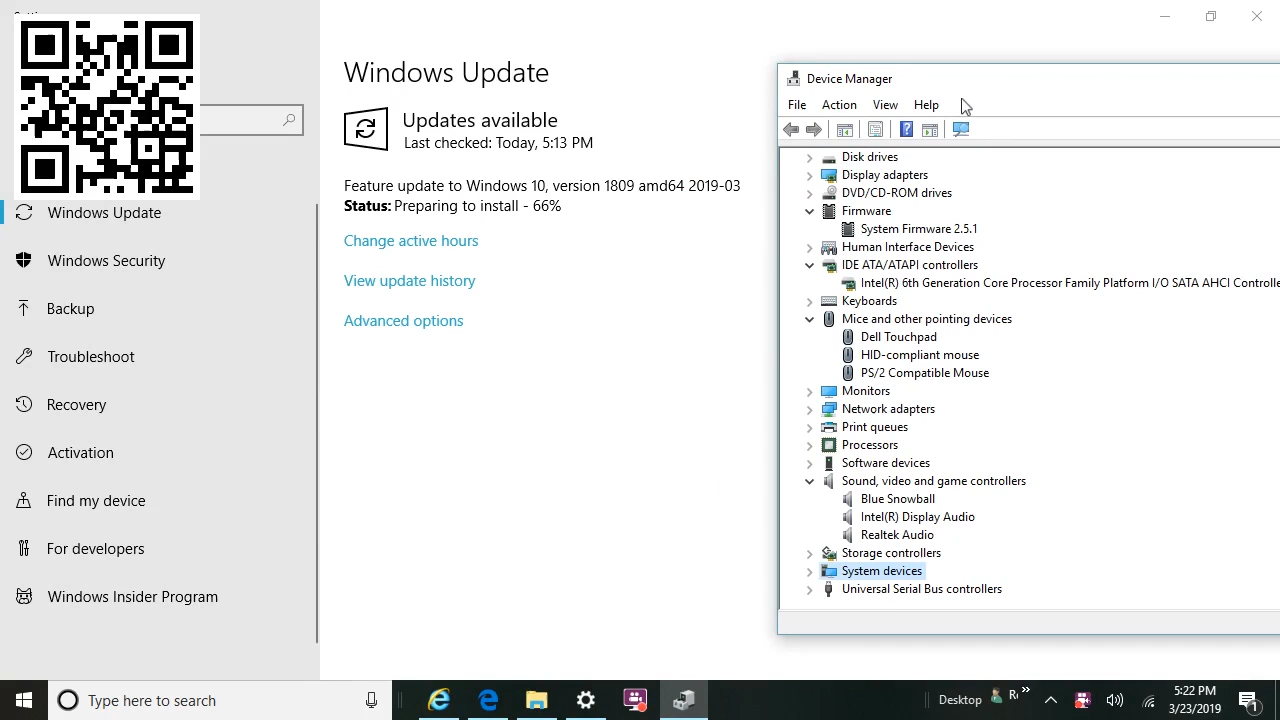 Windows Update
Updates available
Last checked: Today, 5:13 PM
Feature update to Windows 10, version 1809 amd64 2019-03
Status: Preparing to install - 66%
Change active hours
View update history
Advanced options
Windows Update
Windows Security
Backup
Troubleshoot
Recovery
Activation
Find my device
For developers
Windows Insider Program
Device Manager
File Action View Help
Disk drives
Display adapters
DVD/CD-ROM drives
Firmware
System Firmware 2.5.1
Human Interface Devices
IDE ATA/ATAPI controllers
Intel(R) 6th Generation Core Processor Family Platform I/O SATA AHCI Controlle
Keyboards
Mice and other pointing devices
Dell Touchpad
HID-compliant mouse
PS/2 Compatible Mouse
Monitors
Network adapters
Print queues
Processors
Software devices
Sound, video and game controllers
Blue Snowball
Intel(R) Display Audio
Realtek Audio
Storage controllers
System devices
Universal Serial Bus controllers
Type here to search
Desktop
5:22 PM
3/23/2019
1